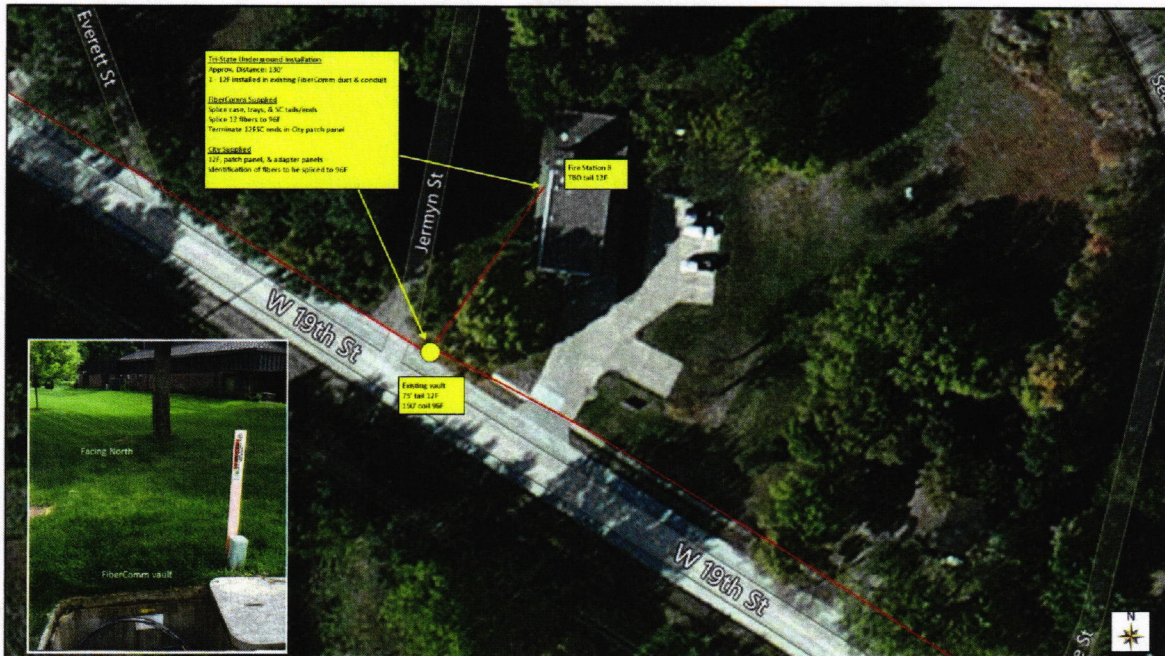 Everett St
Tri-State Underground Installation
Approx. Distance: 130'
1 - 12F installed in existing FiberComm duct & conduit
FiberComm Supplied
Splice case, trays, & SC tails/ends
Splice 12 fibers to 96F
Terminate 12FSC ends in City patch panel
City Supplied
12F, patch panel, & adapter panels
Identification of fibers to be spliced to 96F
Jermyn St
Fire Station 8
TBD tail 12F
W 19th St
Existing vault
75' tail 12F
150' coil 96F
Facing North
FiberComm vault
W 19th St
N